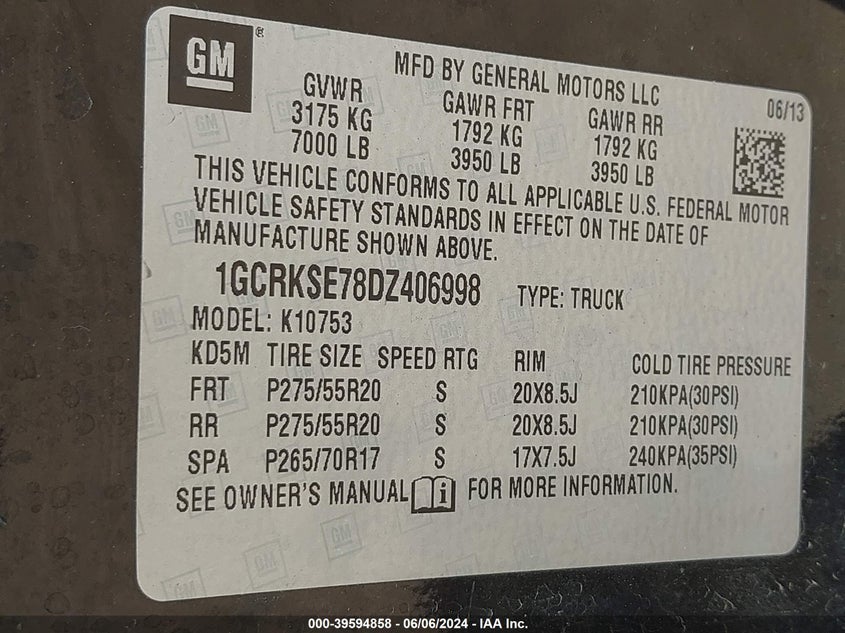 GM®
MFD BY GENERAL MOTORS LLC
06/13
GVWR GAWR FRT GAWR RR
3175 KG 1792 KG 1792 KG
7000 LB 3950 LB 3950 LB
THIS VEHICLE CONFORMS TO ALL APPLICABLE U.S. FEDERAL MOTOR
VEHICLE SAFETY STANDARDS IN EFFECT ON THE DATE OF
MANUFACTURE SHOWN ABOVE.
1GCRKSE78DZ406998 TYPE: TRUCK
MODEL: K10753
KD5M TIRE SIZE SPEED RTG RIM COLD TIRE PRESSURE
FRT P275/55R20 S 20X8.5J 210KPA(30PSI)
RR P275/55R20 S 20X8.5J 210KPA(30PSI)
SPA P265/70R17 S 17X7.5J 240KPA(35PSI)
SEE OWNER'S MANUAL i FOR MORE INFORMATION.
000-39594858 - 06/06/2024 - IAA Inc.